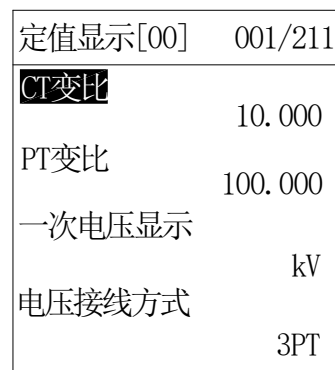 定值显示[00] 001/211
CT变比
10.000
PT变比
100.000
一次电压显示
kV
电压接线方式
3PT